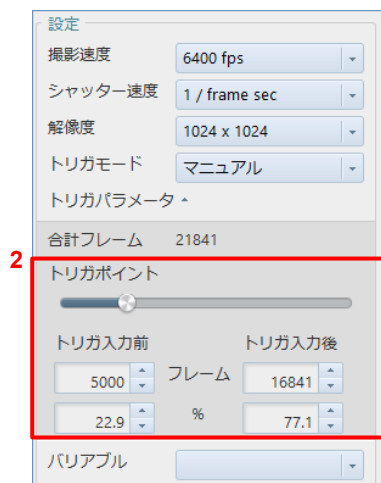 設定
撮影速度 6400 fps
シャッター速度 1 / frame sec
解像度 1024 x 1024
トリガモード マニュアル
トリガパラメータ
合計フレーム 21841
2
トリガポイント
トリガ入力前 トリガ入力後
5000 フレーム 16841
22.9 % 77.1
バリアブル